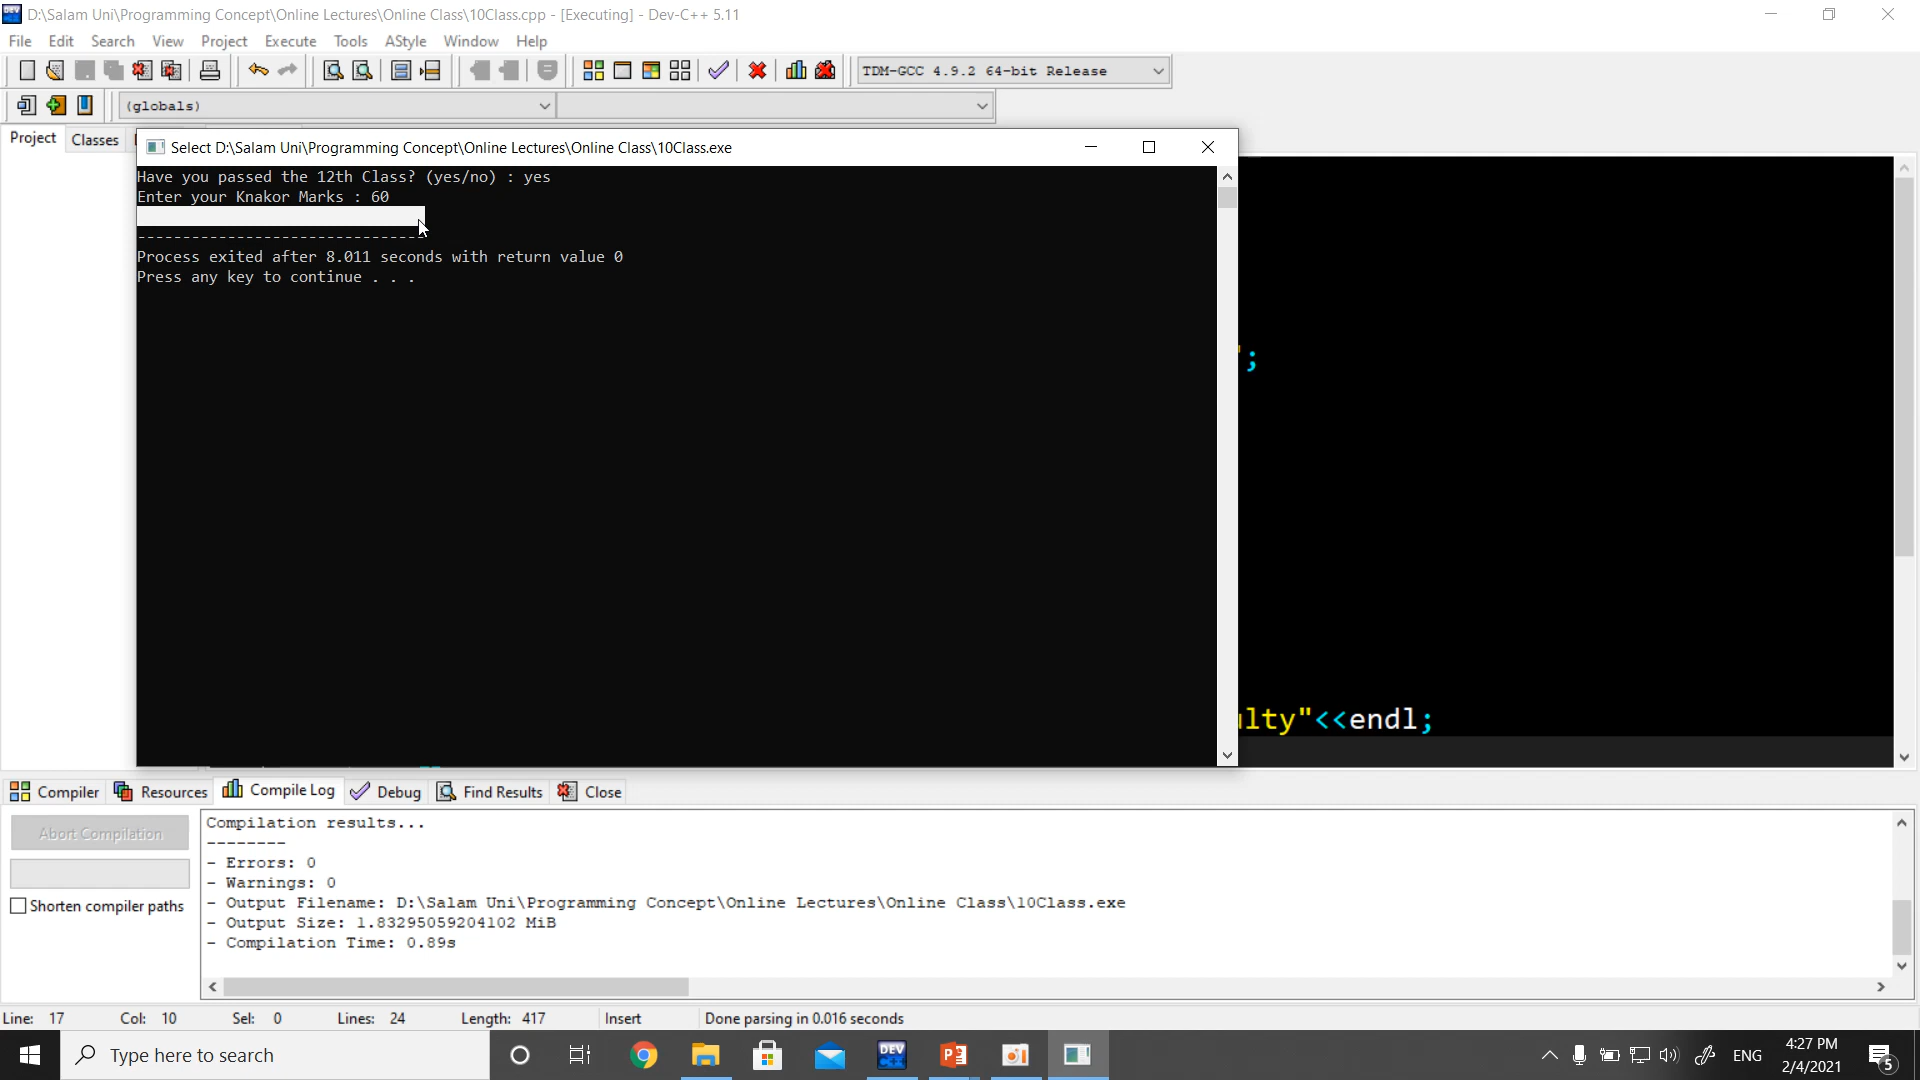 D:\Salam Uni\Programming Concept\Online Lectures\Online Class\10Class.cpp - [Executing] - Dev-C++ 5.11
File Edit Search View Project Execute Tools AStyle Window Help
TDM-GCC 4.9.2 64-bit Release
(globals)
Project Classes
Select D:\Salam Uni\Programming Concept\Online Lectures\Online Class\10Class.exe
Have you passed the 12th Class? (yes/no) : yes
Enter your Knakor Marks : 60
--------------------------------
Process exited after 8.011 seconds with return value 0
Press any key to continue . . .
";
ulty"<<endl;
Compiler Resources Compile Log Debug Find Results Close
Abort Compilation
Shorten compiler paths
Compilation results...
--------
- Errors: 0
- Warnings: 0
- Output Filename: D:\Salam Uni\Programming Concept\Online Lectures\Online Class\10Class.exe
- Output Size: 1.83295059204102 MiB
- Compilation Time: 0.89s
Line: 17 Col: 10 Sel: 0 Lines: 24 Length: 417 Insert Done parsing in 0.016 seconds
Type here to search
DEV C++
ENG
4:27 PM
2/4/2021
5